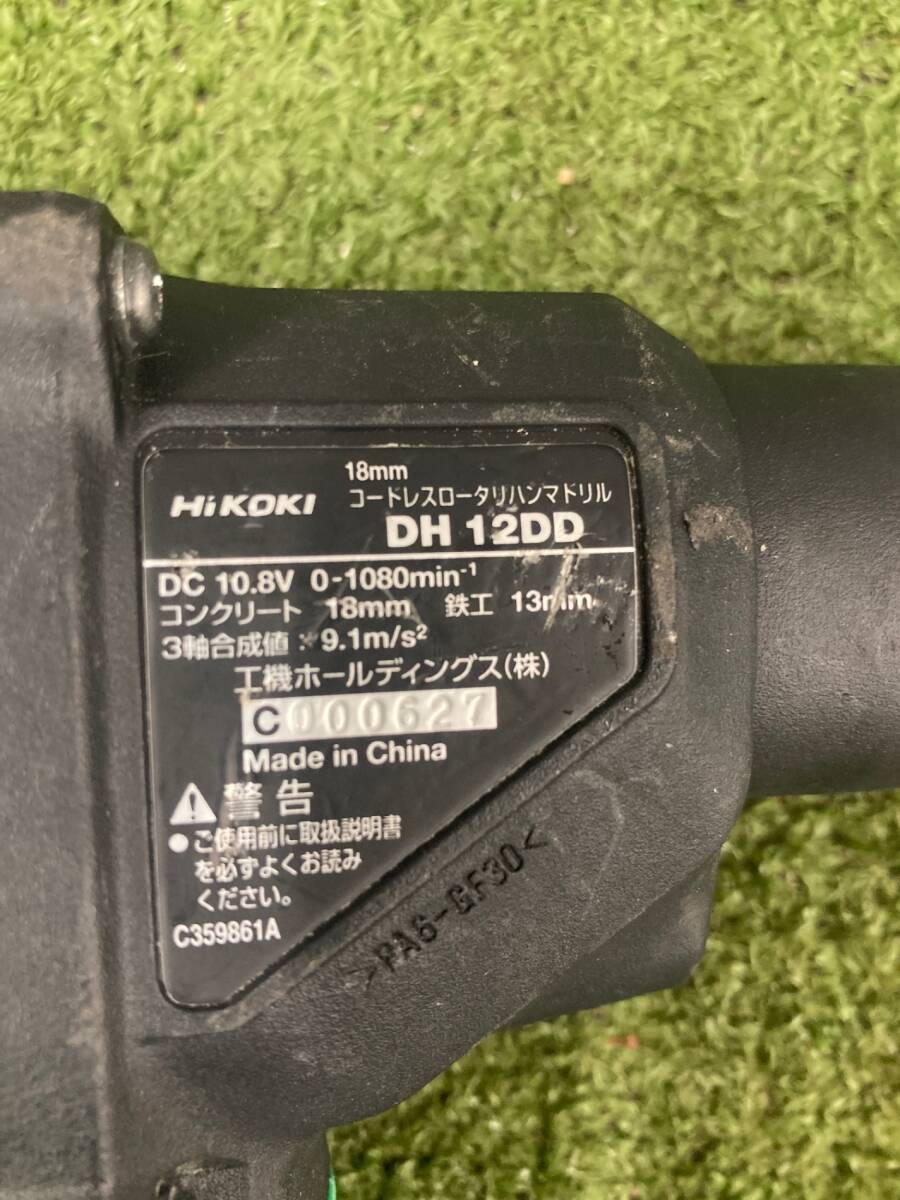 18mm
HiKOKI コードレスロータリハンマドリル
DH 12DD
DC 10.8V 0-1080min⁻¹
コンクリート 18mm 鉄工 13mm
3軸合成値:9.1m/s²
工機ホールディングス(株)
C000627
Made in China
警告
●ご使用前に取扱説明書
を必ずよくお読み
ください。
C359861A
>PA6-GF30<